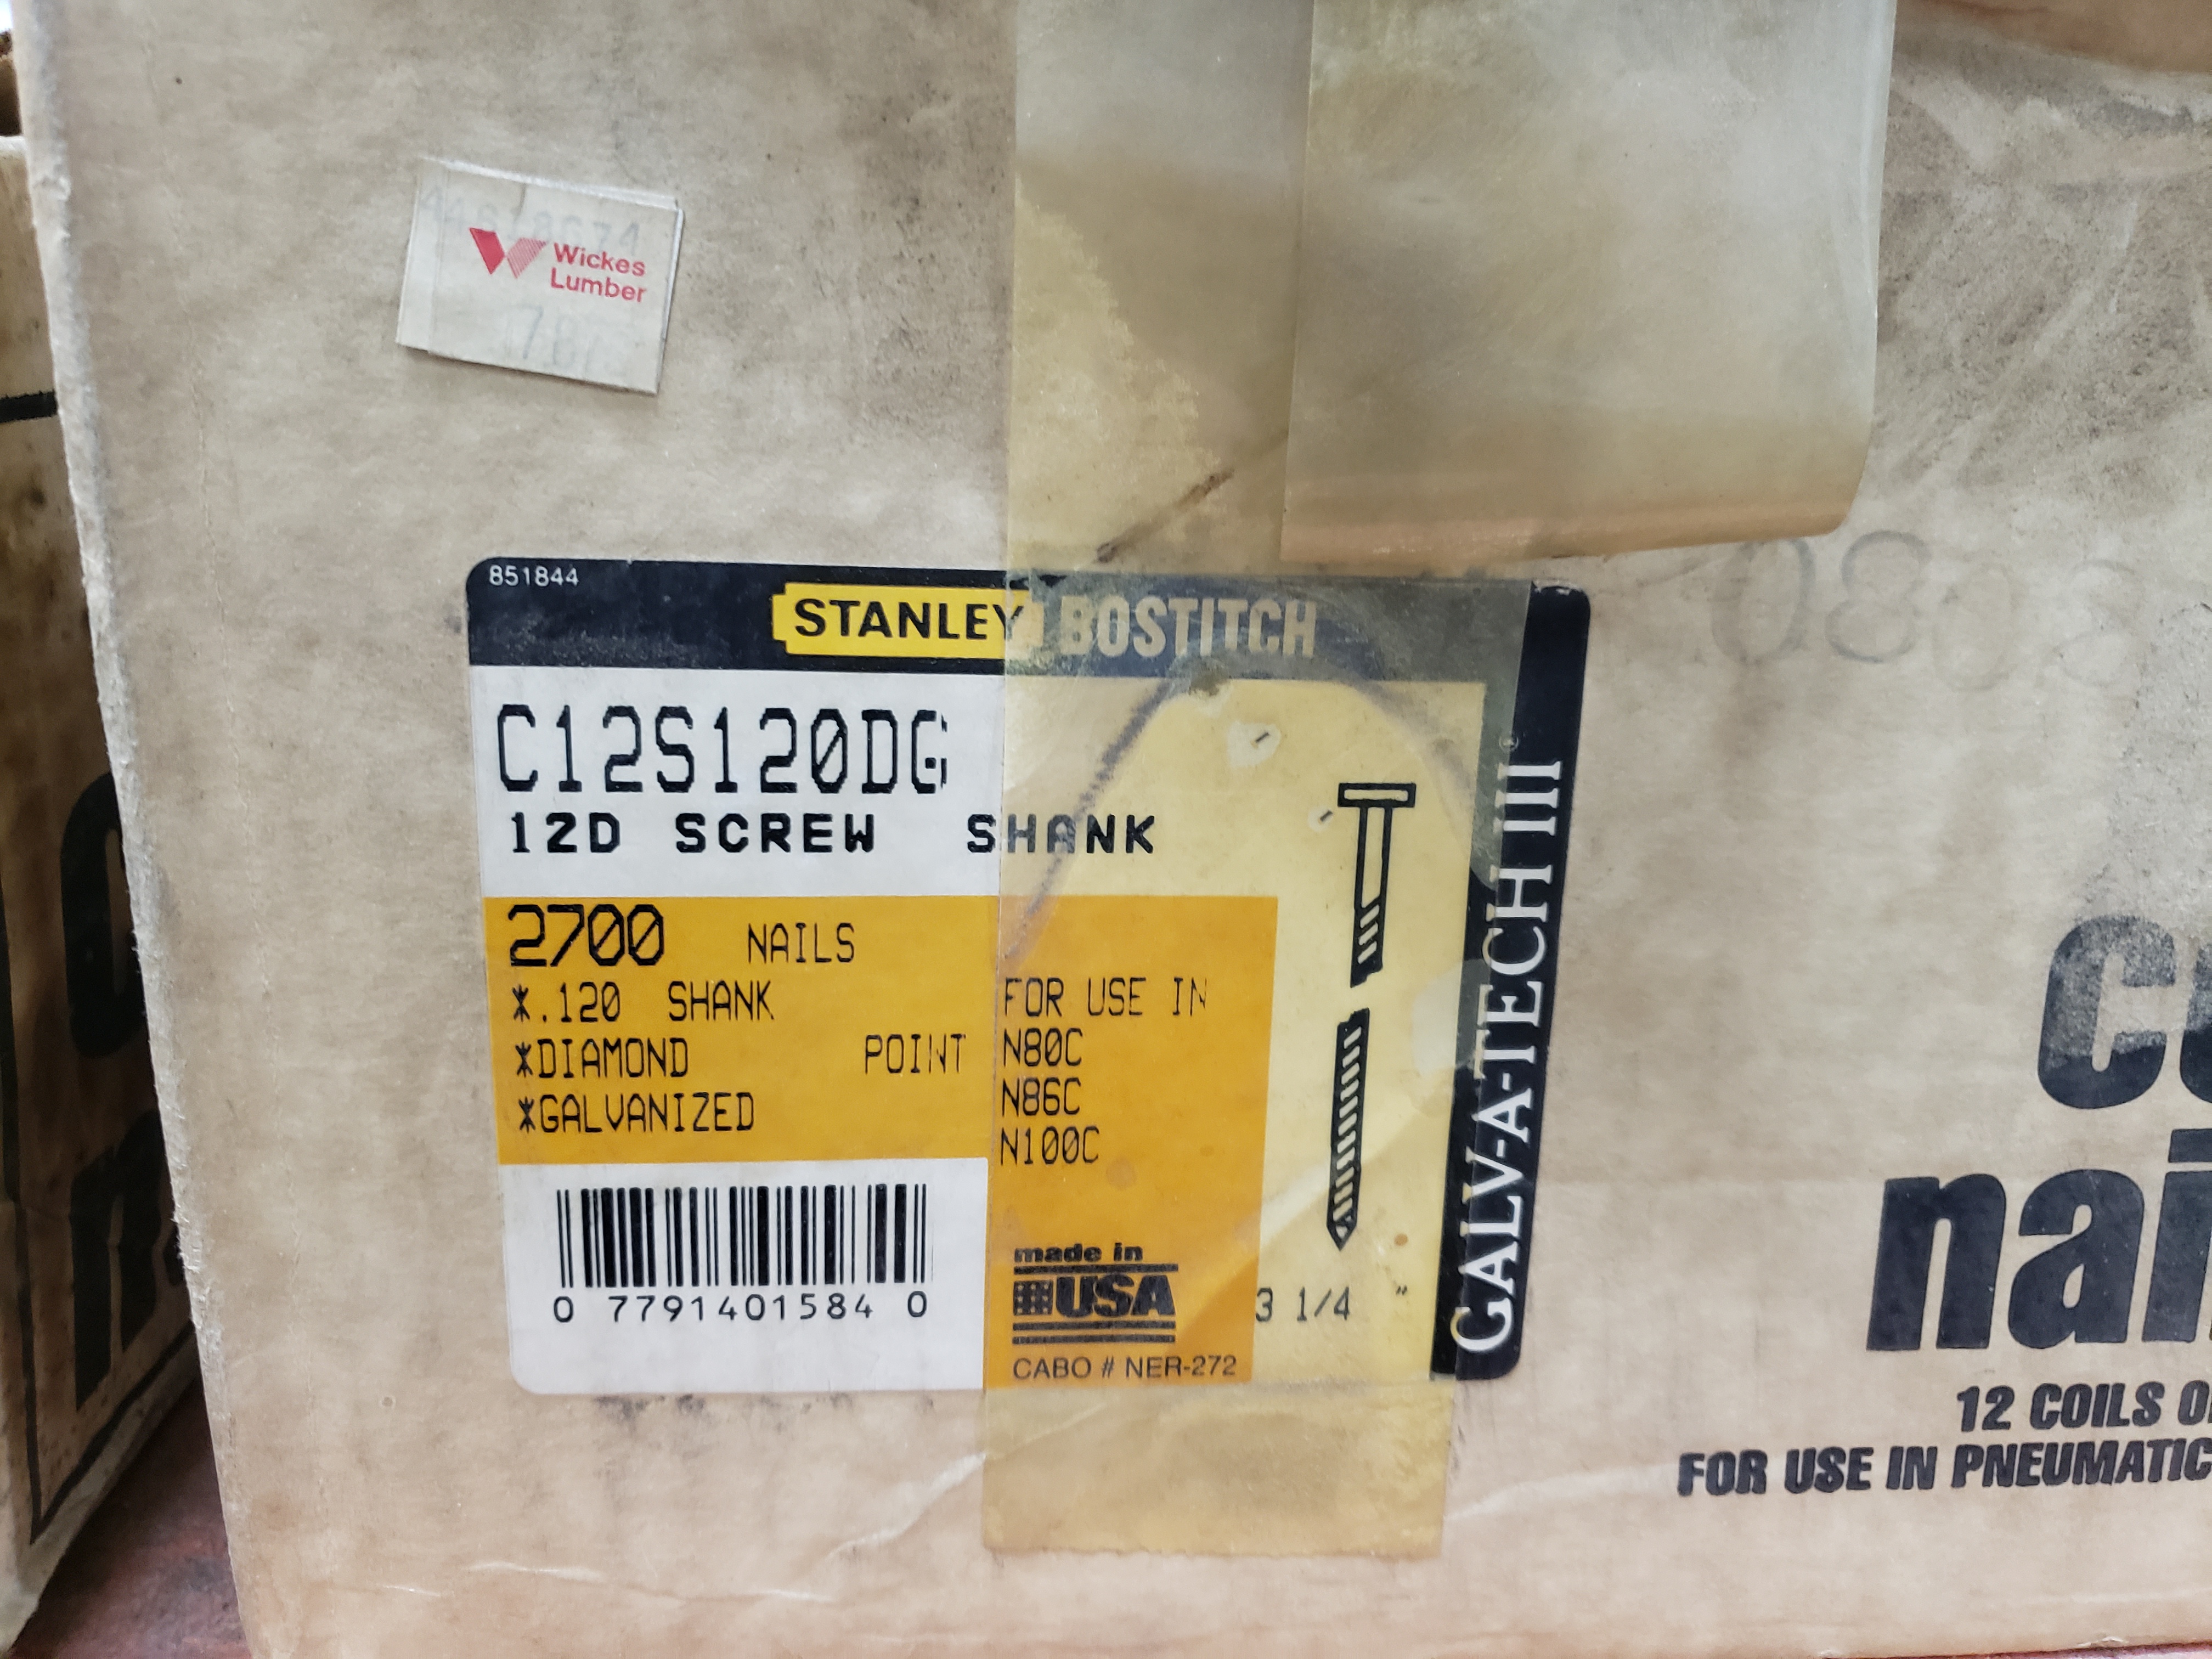 Wickes
Lumber
851844
STANLEY BOSTITCH
C12S120DG
12D SCREW SHANK
2700 NAILS
*.120 SHANK
*DIAMOND POINT
*GALVANIZED
FOR USE IN
N80C
N86C
N100C
0 7791401584 0
made in
USA
CABO # NER-272
3 1/4 "
GALV-A-TECH III®
12 COILS
FOR USE IN PNEUMATIC